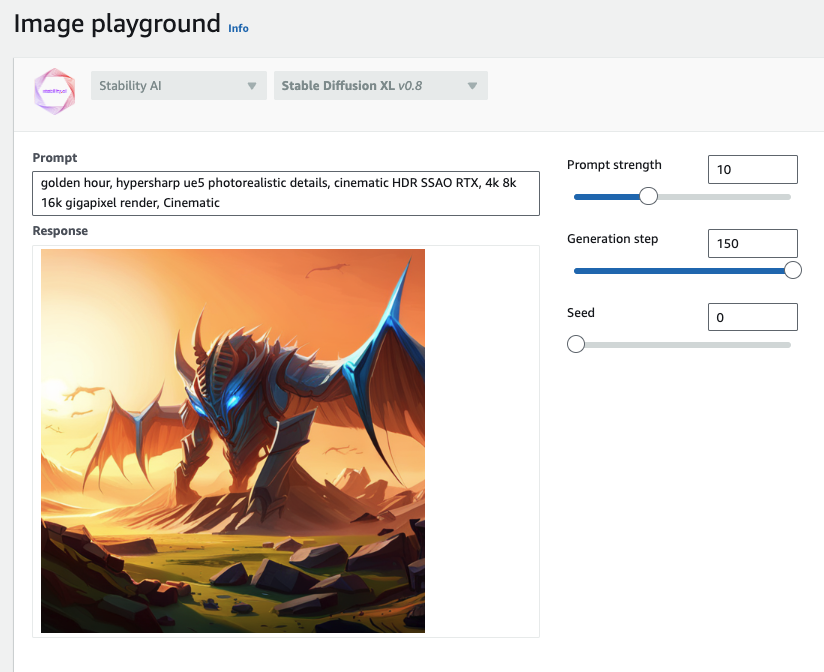 Image playground Info
stability.ai
Stability AI
Stable Diffusion XL v0.8
Prompt
golden hour, hypersharp ue5 photorealistic details, cinematic HDR SSAO RTX, 4k 8k
16k gigapixel render, Cinematic
Response
Prompt strength
10
Generation step
150
Seed
0